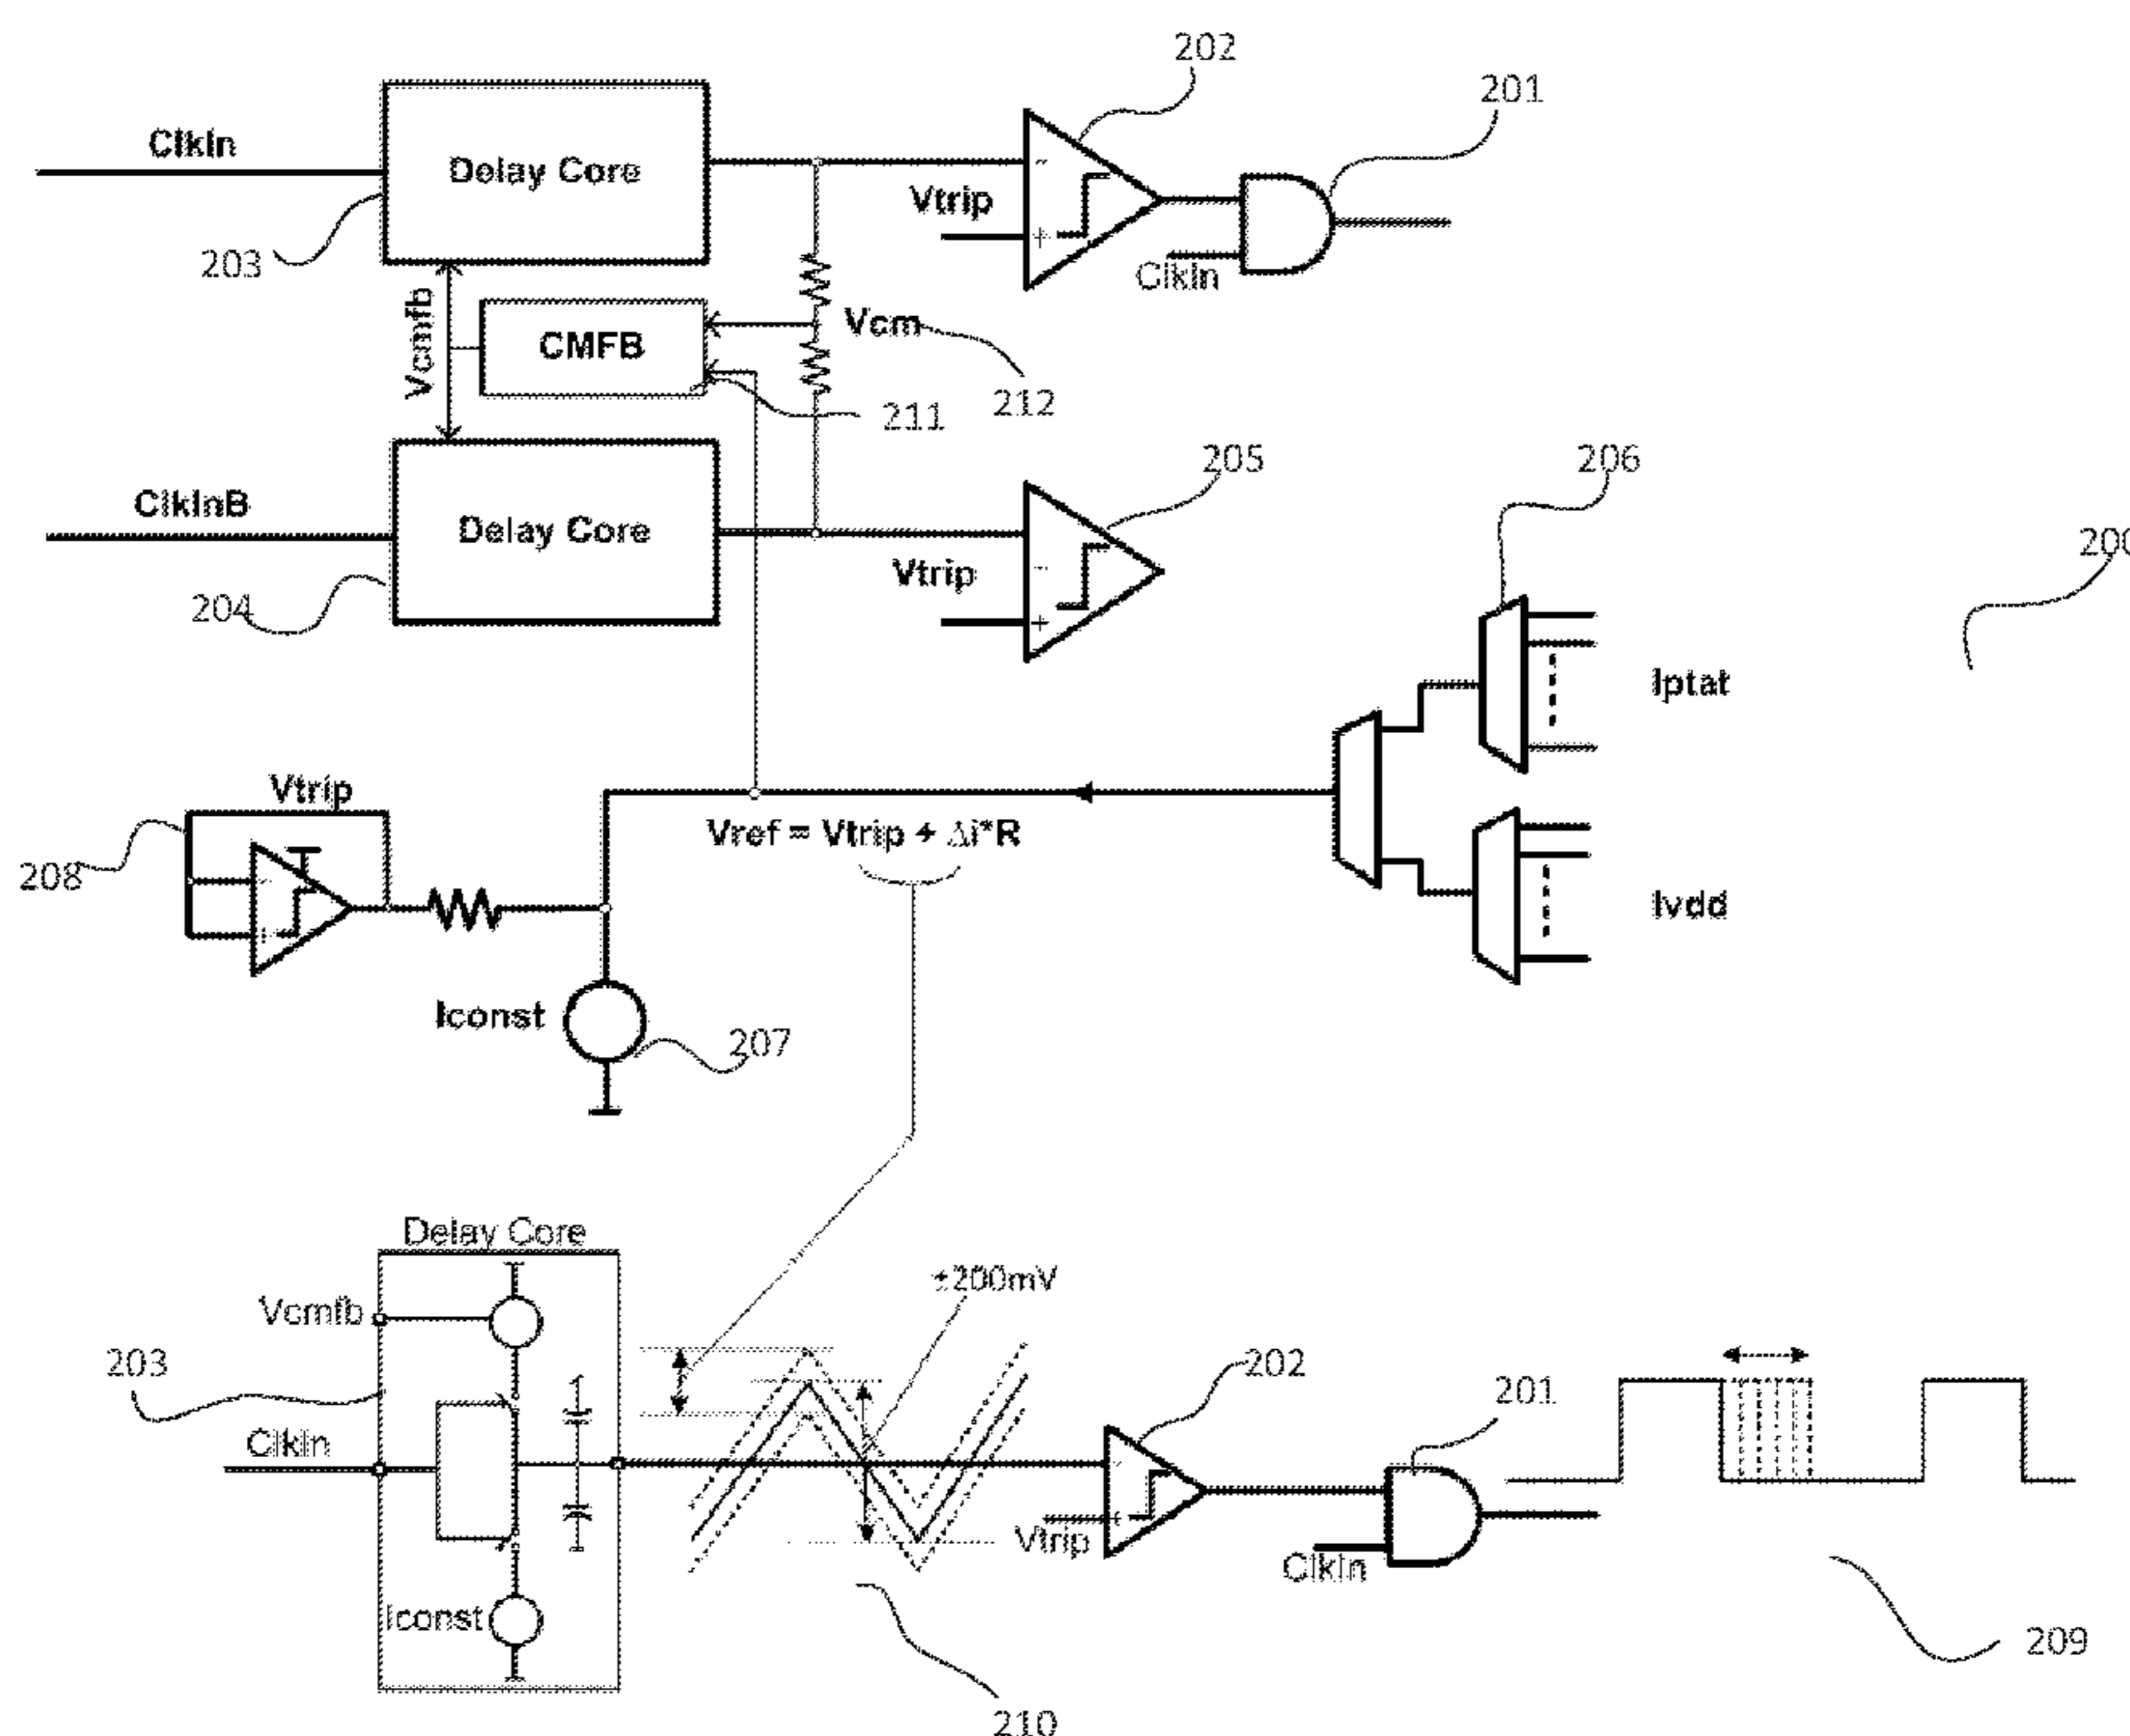 202
201
ClkIn
Delay Core
Vtrip
203
ClkIn
Vcmfb
CMFB
Vcm
211
212
205
206
ClkInB
Delay Core
Vtrip
200
204
Iptat
Vtrip
Vref = Vtrip + Δi*R
208
Ivdd
Iconst
207
Delay Core
±200mV
Vcmfb
203
202
201
ClkIn
Vtrip
ClkIn
Iconst
209
210